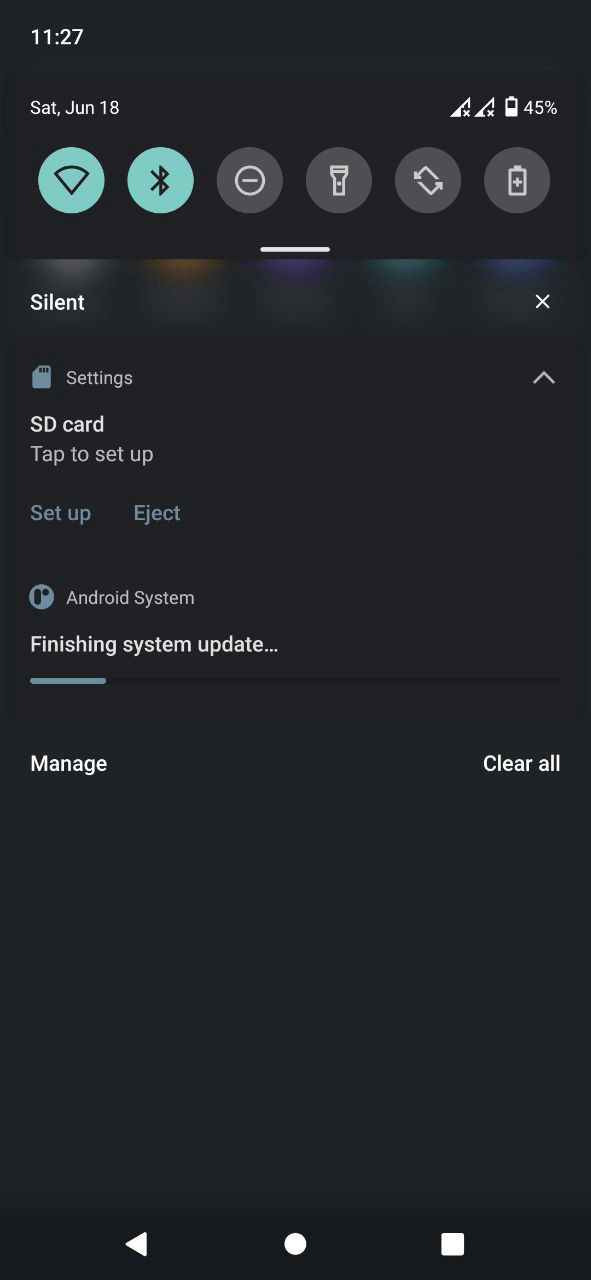 11:27
Sat, Jun 18 45%
Silent
Settings
SD card
Tap to set up
Set up Eject
Android System
Finishing system update…
Manage Clear all